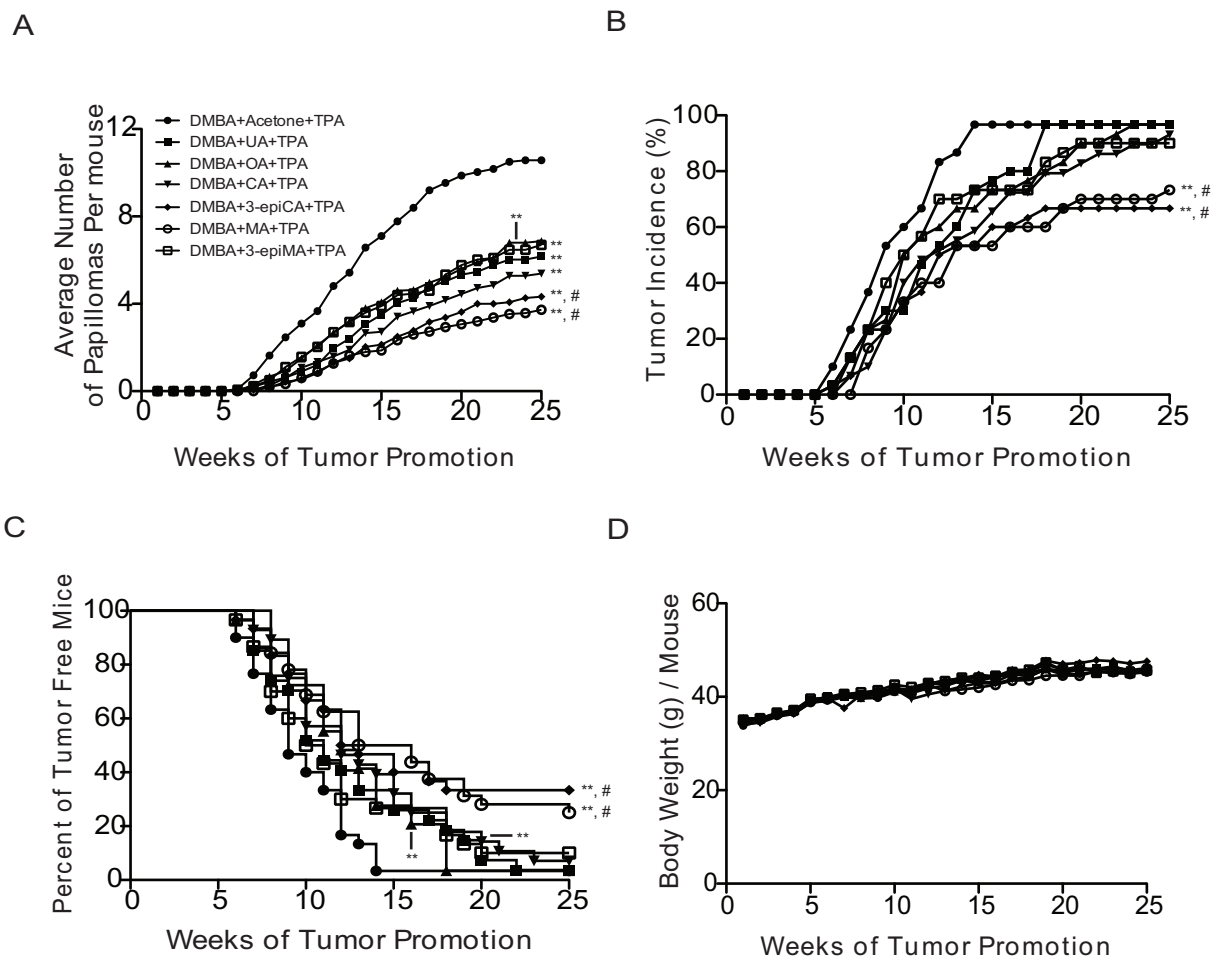 A
Average Number
of Papillomas Per mouse
12
8
4
0
DMBA+Acetone+TPA
DMBA+UA+TPA
DMBA+OA+TPA
DMBA+CA+TPA
DMBA+3-epiCA+TPA
DMBA+MA+TPA
DMBA+3-epiMA+TPA
**
**
**
**
**, #
**, #
0 5 10 15 20 25
Weeks of Tumor Promotion
B
Tumor Incidence (%)
100
80
60
40
20
0
**, #
**, #
0 5 10 15 20 25
Weeks of Tumor Promotion
C
Percent of Tumor Free Mice
100
80
60
40
20
0
**, #
**, #
**
**
0 5 10 15 20 25
Weeks of Tumor Promotion
D
Body Weight (g) / Mouse
60
40
20
0
0 5 10 15 20 25
Weeks of Tumor Promotion